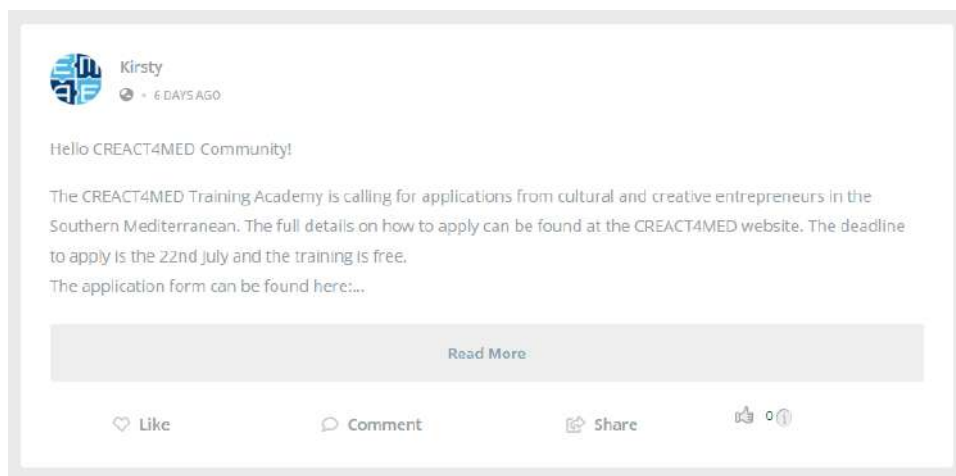 Kirsty
• 6 DAYS AGO
Hello CREACT4MED Community!
The CREACT4MED Training Academy is calling for applications from cultural and creative entrepreneurs in the
Southern Mediterranean. The full details on how to apply can be found at the CREACT4MED website. The deadline
to apply is the 22nd July and the training is free.
The application form can be found here:...
Read More
Like Comment Share 0